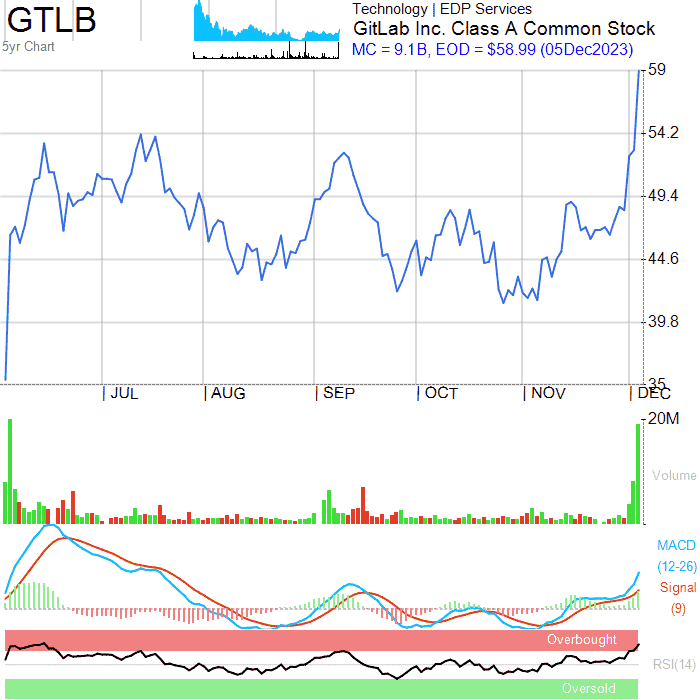 GTLB
5yr Chart
Technology | EDP Services
GitLab Inc. Class A Common Stock
MC = 9.1B, EOD = $58.99 (05Dec2023)
59
54.2
49.4
44.6
39.8
35
JUL AUG SEP OCT NOV DEC
20M
Volume
MACD
(12-26)
Signal
(9)
Overbought
RSI(14)
Oversold